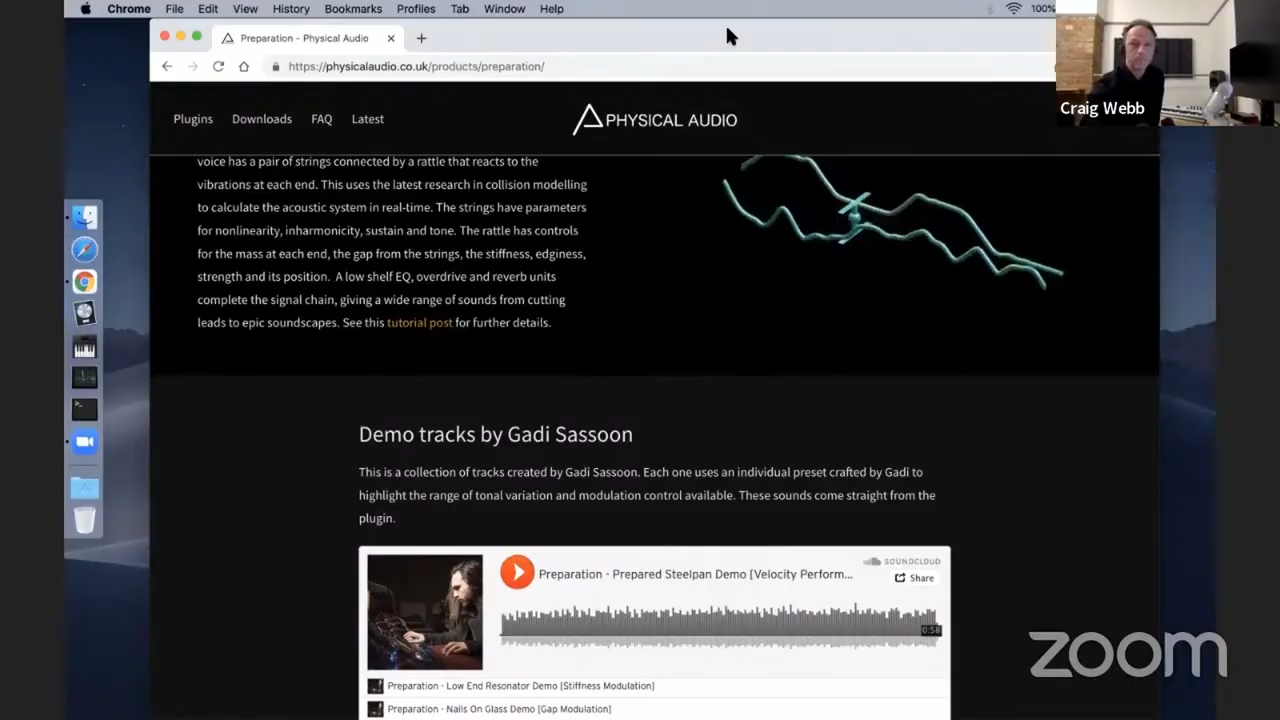 Chrome File Edit View History Bookmarks Profiles Tab Window Help 100%
Preparation - Physical Audio
https://physicalaudio.co.uk/products/preparation/
Craig Webb
Plugins Downloads FAQ Latest PHYSICAL AUDIO
voice has a pair of strings connected by a rattle that reacts to the
vibrations at each end. This uses the latest research in collision modelling
to calculate the acoustic system in real-time. The strings have parameters
for nonlinearity, inharmonicity, sustain and tone. The rattle has controls
for the mass at each end, the gap from the strings, the stiffness, edginess,
strength and its position. A low shelf EQ, overdrive and reverb units
complete the signal chain, giving a wide range of sounds from cutting
leads to epic soundscapes. See this tutorial post for further details.
Demo tracks by Gadi Sassoon
This is a collection of tracks created by Gadi Sassoon. Each one uses an individual preset crafted by Gadi to
highlight the range of tonal variation and modulation control available. These sounds come straight from the
plugin.
SOUNDCLOUD
Preparation - Prepared Steelpan Demo [Velocity Perform...
Share
0:58
Preparation - Low End Resonator Demo [Stiffness Modulation]
Preparation - Nails On Glass Demo [Gap Modulation]
zoom